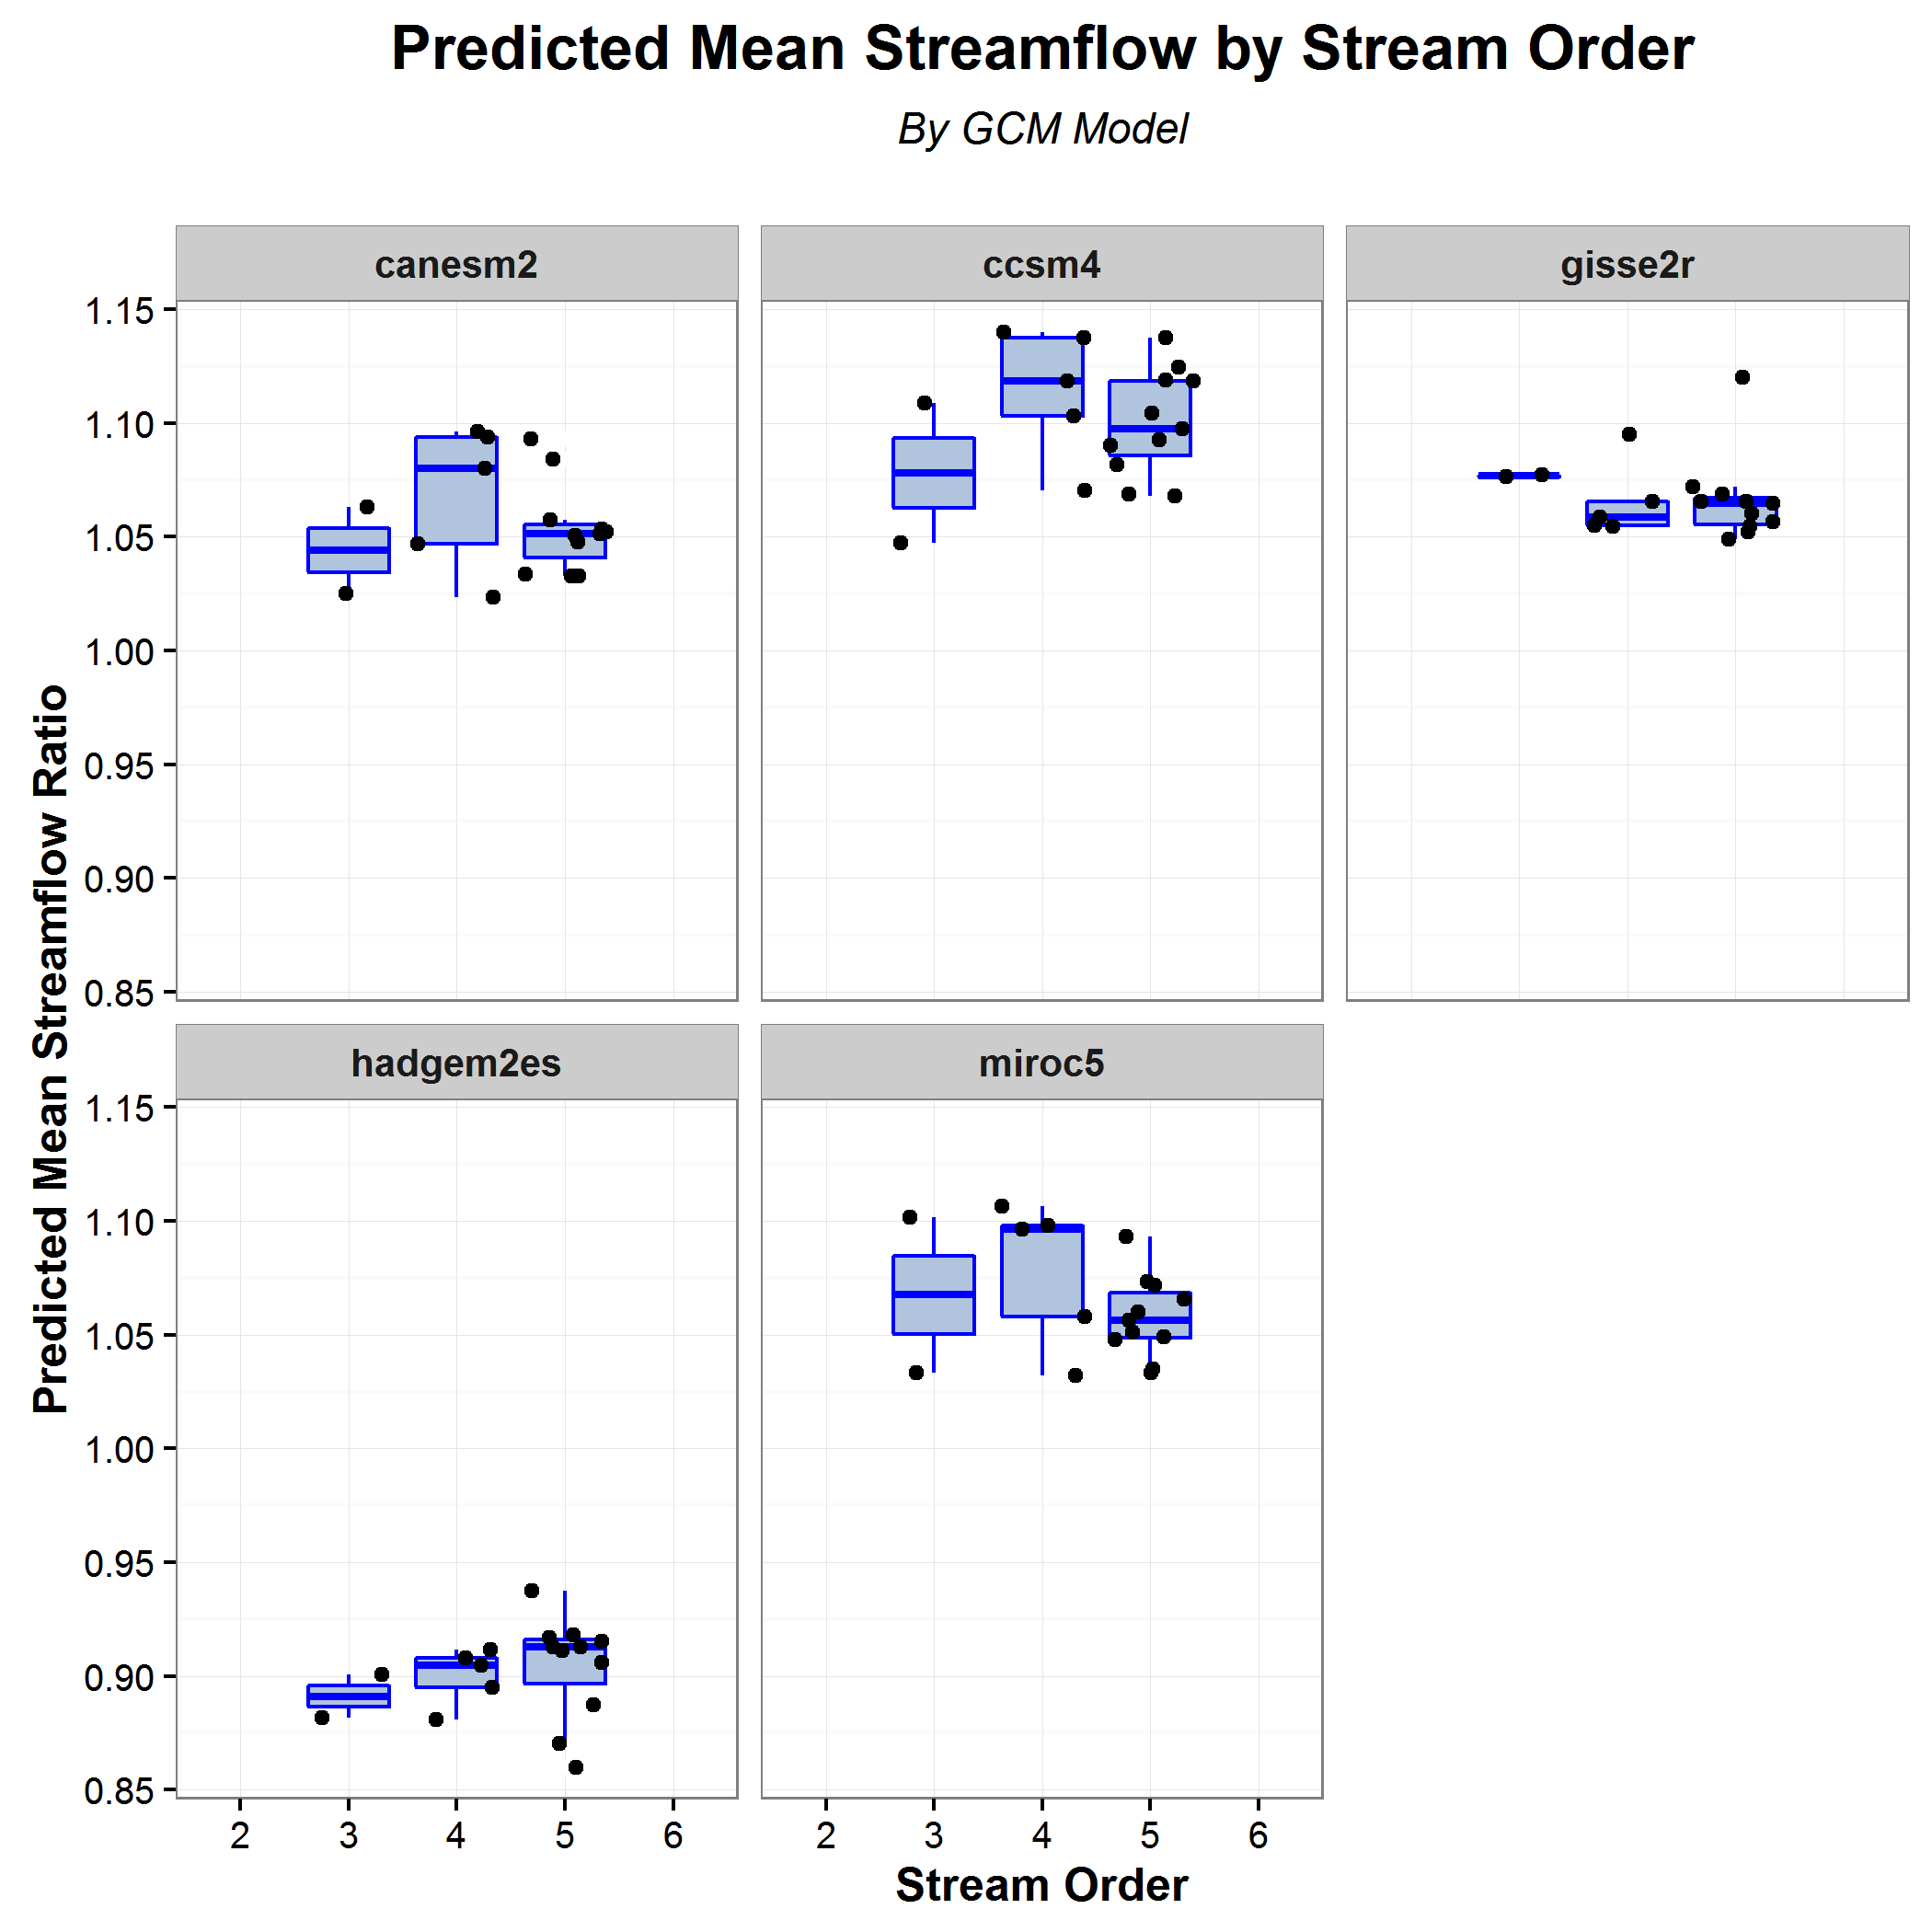 Predicted Mean Streamflow by Stream Order
By GCM Model
canesm2
ccsm4
gisse2r
1.15
1.10
1.05
1.00
0.95
0.90
0.85
Predicted Mean Streamflow Ratio
hadgem2es
miroc5
1.15
1.10
1.05
1.00
0.95
0.90
0.85
2 3 4 5 6
2 3 4 5 6
Stream Order